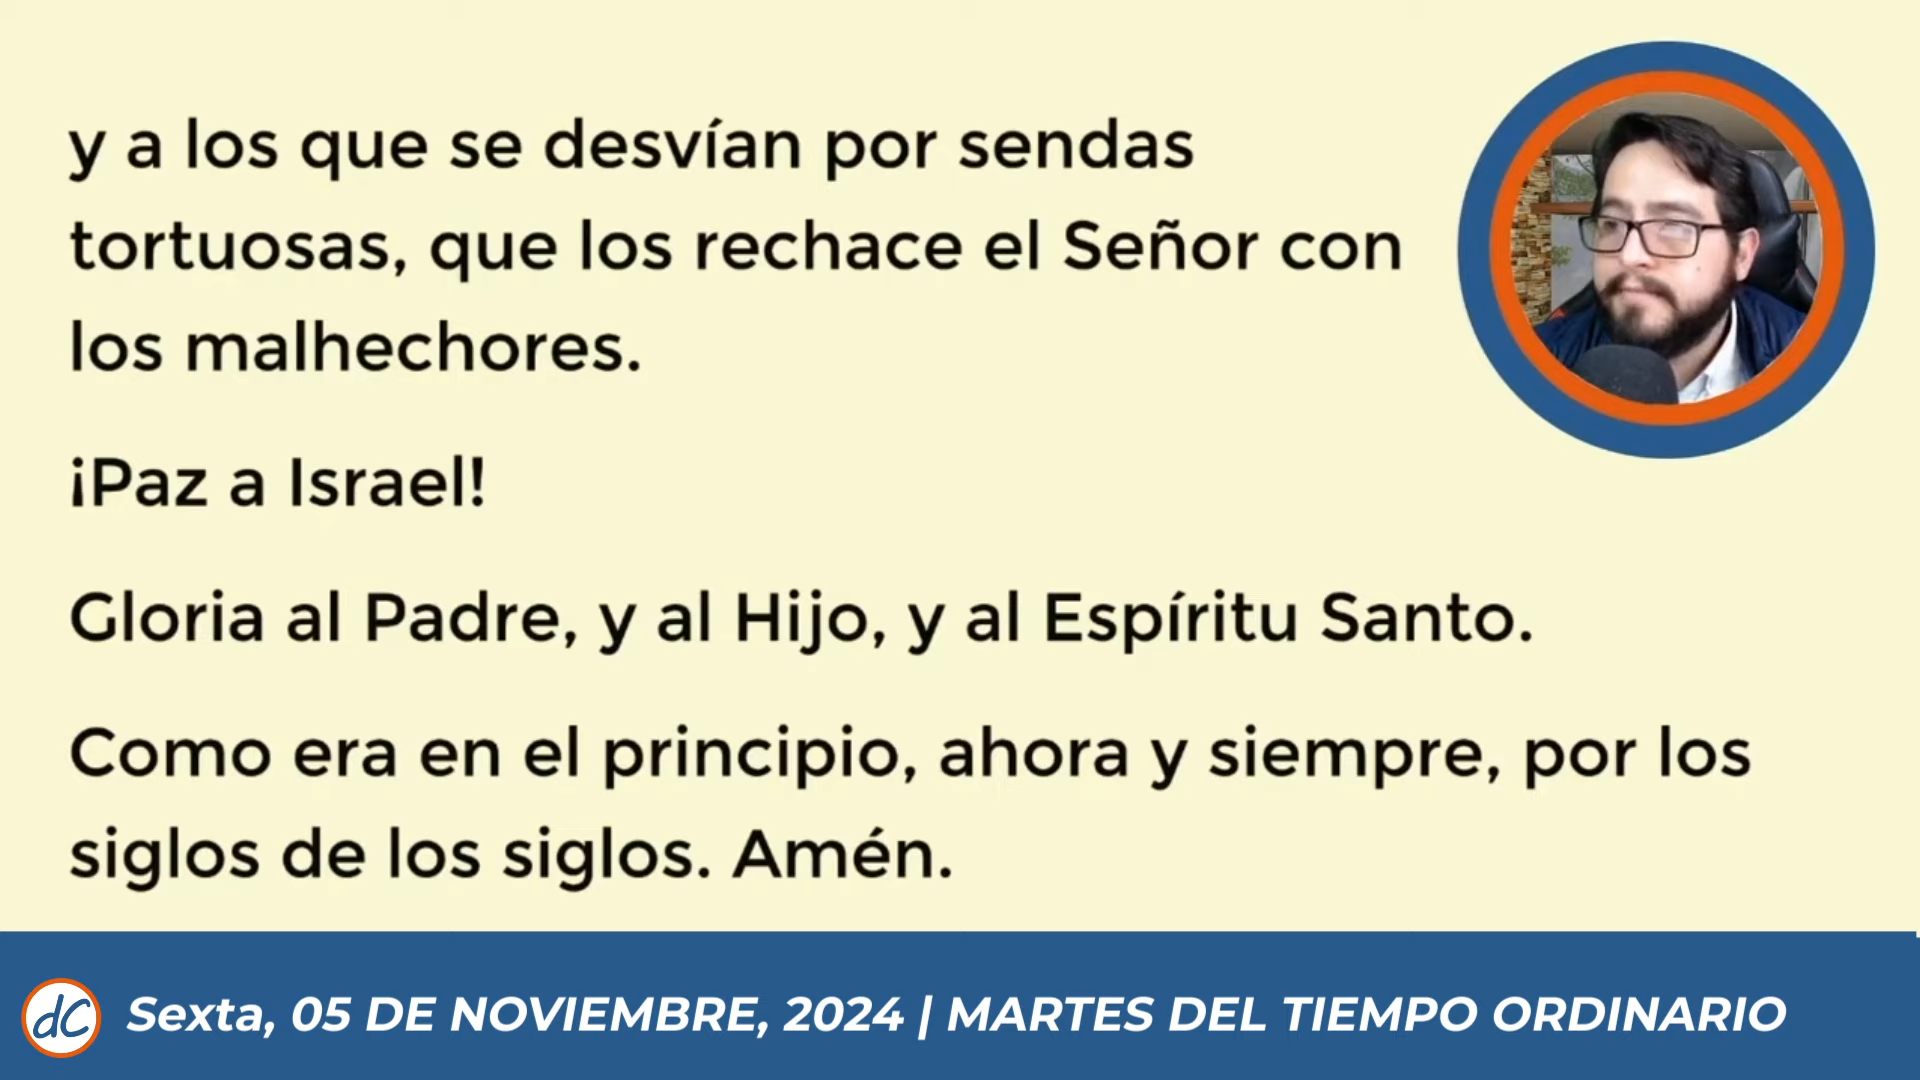 y a los que se desvían por sendas
tortuosas, que los rechace el Señor con
los malhechores.
¡Paz a Israel!
Gloria al Padre, y al Hijo, y al Espíritu Santo.
Como era en el principio, ahora y siempre, por los
siglos de los siglos. Amén.
dC
Sexta, 05 DE NOVIEMBRE, 2024 | MARTES DEL TIEMPO ORDINARIO